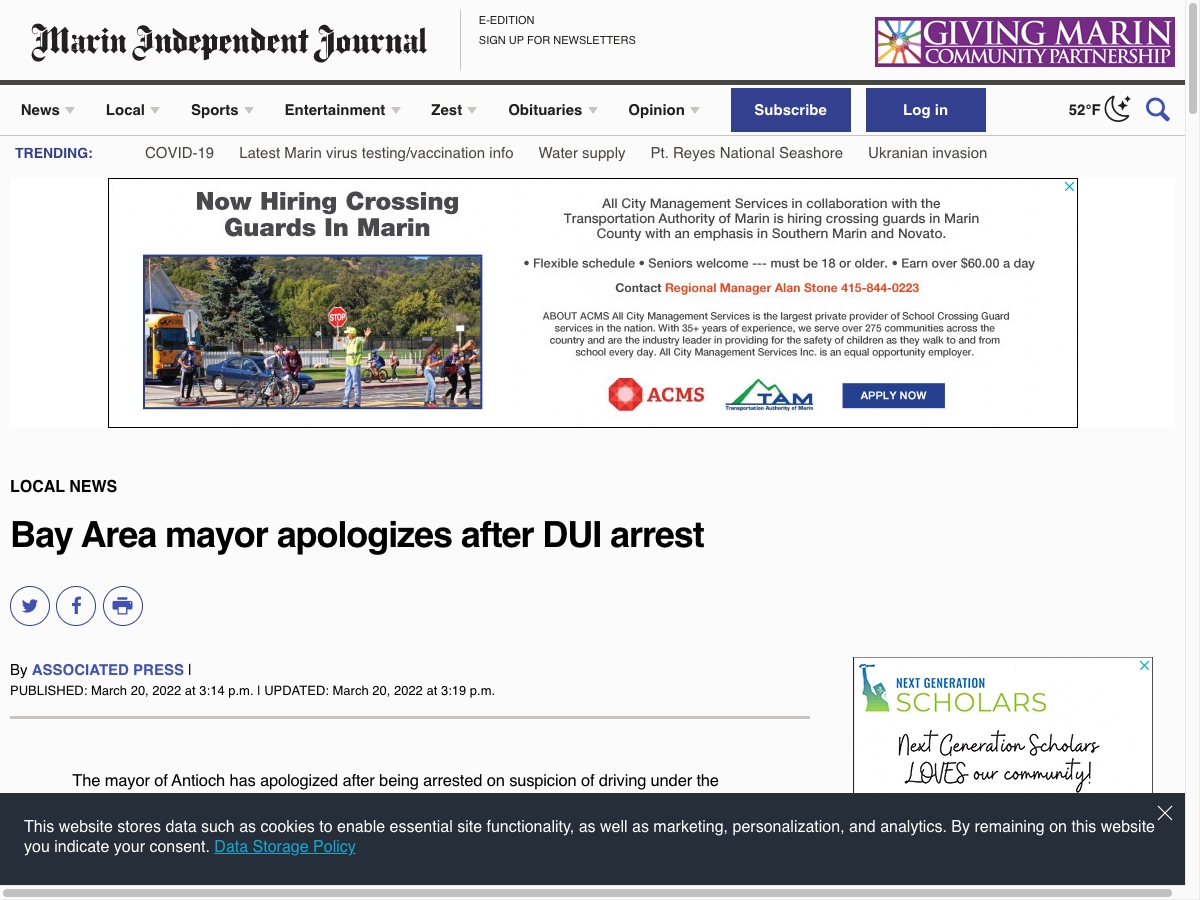 Marin Independent Journal
E-EDITION
SIGN UP FOR NEWSLETTERS
GIVING MARIN
COMMUNITY PARTNERSHIP
News Local Sports Entertainment Zest Obituaries Opinion Subscribe Log in 52°F
TRENDING: COVID-19 Latest Marin virus testing/vaccination info Water supply Pt. Reyes National Seashore Ukranian invasion
Now Hiring Crossing
Guards In Marin
STOP
All City Management Services in collaboration with the
Transportation Authority of Marin is hiring crossing guards in Marin
County with an emphasis in Southern Marin and Novato.
• Flexible schedule • Seniors welcome --- must be 18 or older. • Earn over $60.00 a day
Contact Regional Manager Alan Stone 415-844-0223
ABOUT ACMS All City Management Services is the largest private provider of School Crossing Guard
services in the nation. With 35+ years of experience, we serve over 275 communities across the
country and are the industry leader in providing for the safety of children as they walk to and from
school every day. All City Management Services Inc. is an equal opportunity employer.
ACMS
TAM
Transportation Authority of Marin
APPLY NOW
LOCAL NEWS
Bay Area mayor apologizes after DUI arrest
By ASSOCIATED PRESS |
PUBLISHED: March 20, 2022 at 3:14 p.m. | UPDATED: March 20, 2022 at 3:19 p.m.
NEXT GENERATION
SCHOLARS
Next Generation Scholars
LOVES our community!
The mayor of Antioch has apologized after being arrested on suspicion of driving under the
This website stores data such as cookies to enable essential site functionality, as well as marketing, personalization, and analytics. By remaining on this website
you indicate your consent. Data Storage Policy